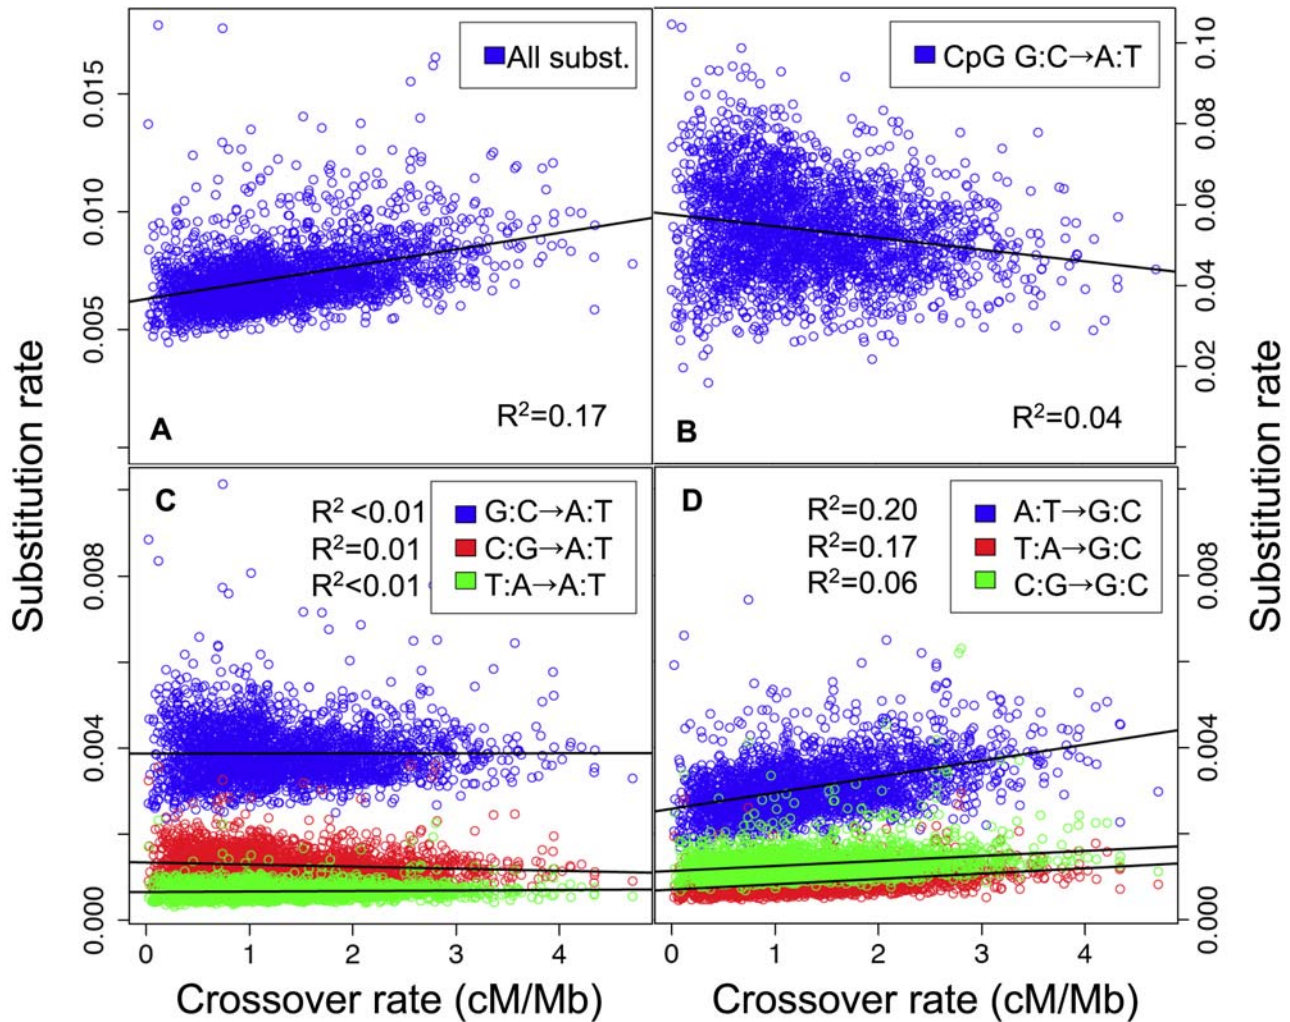 All subst.
0.015
0.010
0.005
A
R²=0.17
CpG G:C→A:T
0.10
0.08
0.06
0.04
0.02
B
R²=0.04
Substitution rate
Substitution rate
C
R² <0.01 G:C→A:T
R²=0.01 C:G→A:T
R²<0.01 T:A→A:T
0.008
0.004
0.000
0 1 2 3 4
Crossover rate (cM/Mb)
D
R²=0.20 A:T→G:C
R²=0.17 T:A→G:C
R²=0.06 C:G→G:C
0.008
0.004
0.000
0 1 2 3 4
Crossover rate (cM/Mb)